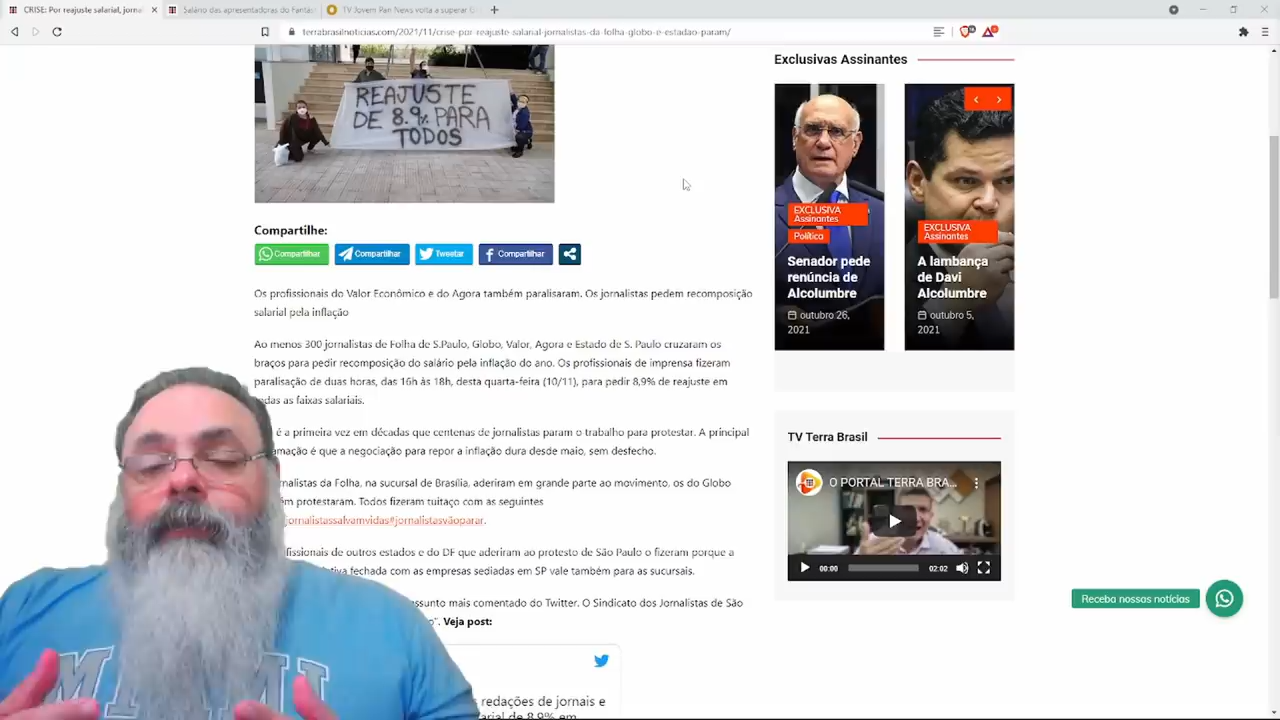 CRISE: Por reajuste salarial, jornal
Salário das apresentadoras do Fantás
TV Jovem Pan News volta a superar G
terrabrasilnoticias.com/2021/11/crise-por-reajuste-salarial-jornalistas-da-folha-globo-e-estadao-param/
REAJUSTE
DE 8.9% PARA
TODOS
Compartilhe:
Compartilhar
Compartilhar
Tweetar
Compartilhar
Os profissionais do Valor Econômico e do Agora também paralisaram. Os jornalistas pedem recomposição
salarial pela inflação
Ao menos 300 jornalistas de Folha de S.Paulo, Globo, Valor, Agora e Estado de S. Paulo cruzaram os
braços para pedir recomposição do salário pela inflação do ano. Os profissionais de imprensa fizeram
paralisação de duas horas, das 16h às 18h, desta quarta-feira (10/11), para pedir 8,9% de reajuste em
as faixas salariais.
é a primeira vez em décadas que centenas de jornalistas param o trabalho para protestar. A principal
amação é que a negociação para repor a inflação dura desde maio, sem desfecho.
nalistas da Folha, na sucursal de Brasília, aderiram em grande parte ao movimento, os do Globo
ém protestaram. Todos fizeram tuitaço com as seguintes
jornalistassalvamvidas#jornalistasvãoparar.
fissionais de outros estados e do DF que aderiram ao protesto de São Paulo o fizeram porque a
tiva fechada com as empresas sediadas em SP vale também para as sucursais.
ssunto mais comentado do Twitter. O Sindicato dos Jornalistas de São
o". Veja post:
s redações de jornais e
arial de 8,9% em
Exclusivas Assinantes
EXCLUSIVA
Assinantes
Política
Senador pede
renúncia de
Alcolumbre
outubro 26,
2021
EXCLUSIVA
Assinantes
A lambança
de Davi
Alcolumbre
outubro 5,
2021
TV Terra Brasil
O PORTAL TERRA BRA...
00:00
02:02
Receba nossas notícias
MIAMI